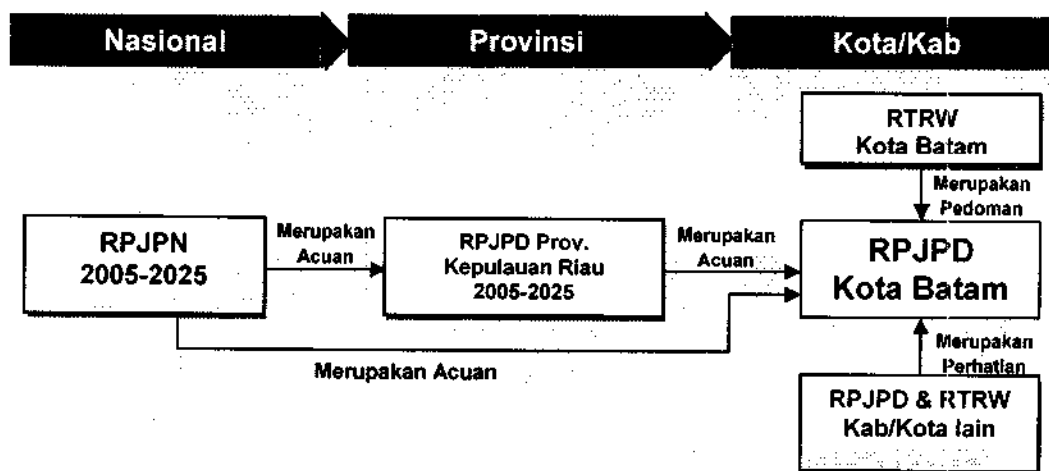 Nasional
Provinsi
Kota/Kab
RTRW
Kota Batam
Merupakan
Pedoman
RPJPN
2005-2025
Merupakan
Acuan
RPJPD Prov.
Kepulauan Riau
2005-2025
Merupakan
Acuan
RPJPD
Kota Batam
Merupakan Acuan
Merupakan
Perhatian
RPJPD & RTRW
Kab/Kota lain